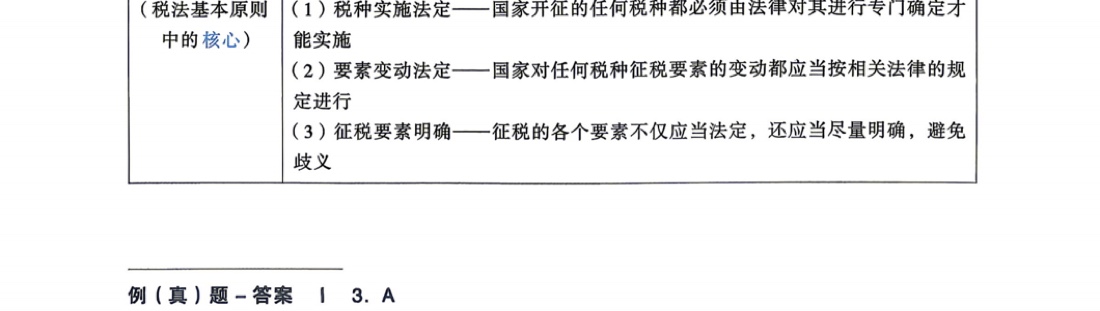 （税法基本原则
中的核心）
（1）税种实施法定——国家开征的任何税种都必须由法律对其进行专门确定才
能实施
（2）要素变动法定——国家对任何税种征税要素的变动都应当按相关法律的规
定进行
（3）征税要素明确——征税的各个要素不仅应当法定，还应当尽量明确，避免
歧义
例（真）题－答案 | 3. A